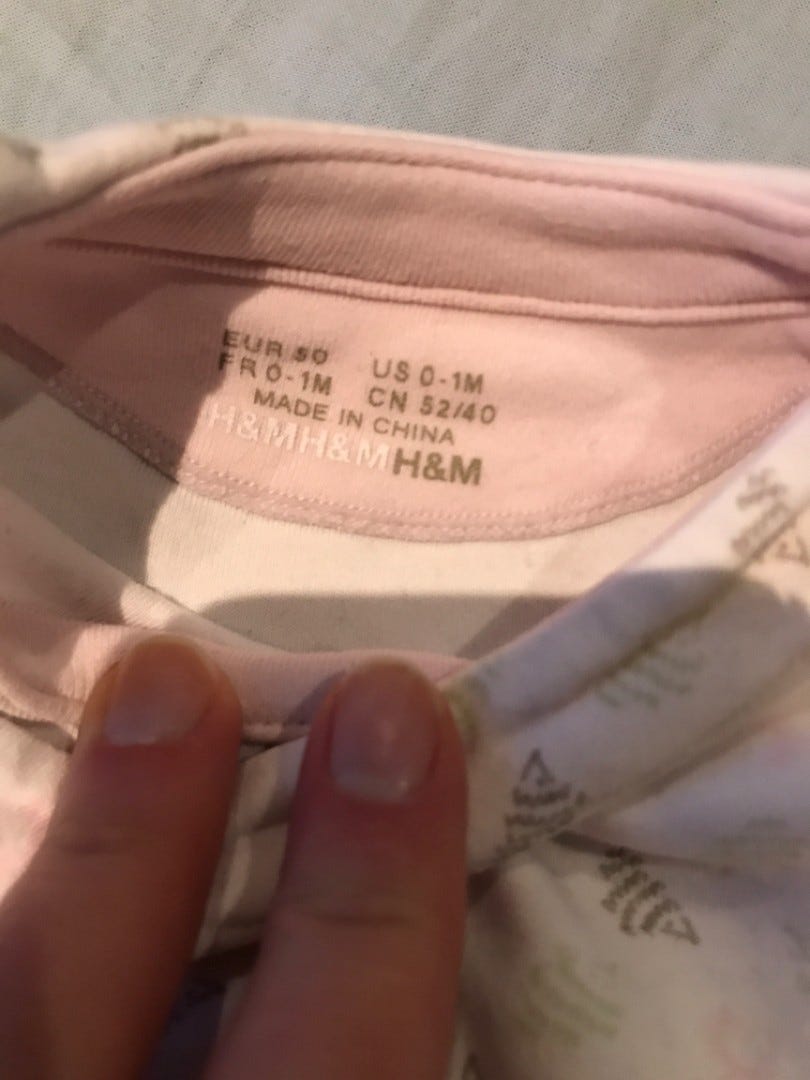 EUR 50 US 0-1M
FR 0-1M CN 52/40
MADE IN CHINA
H&MH&MH&M